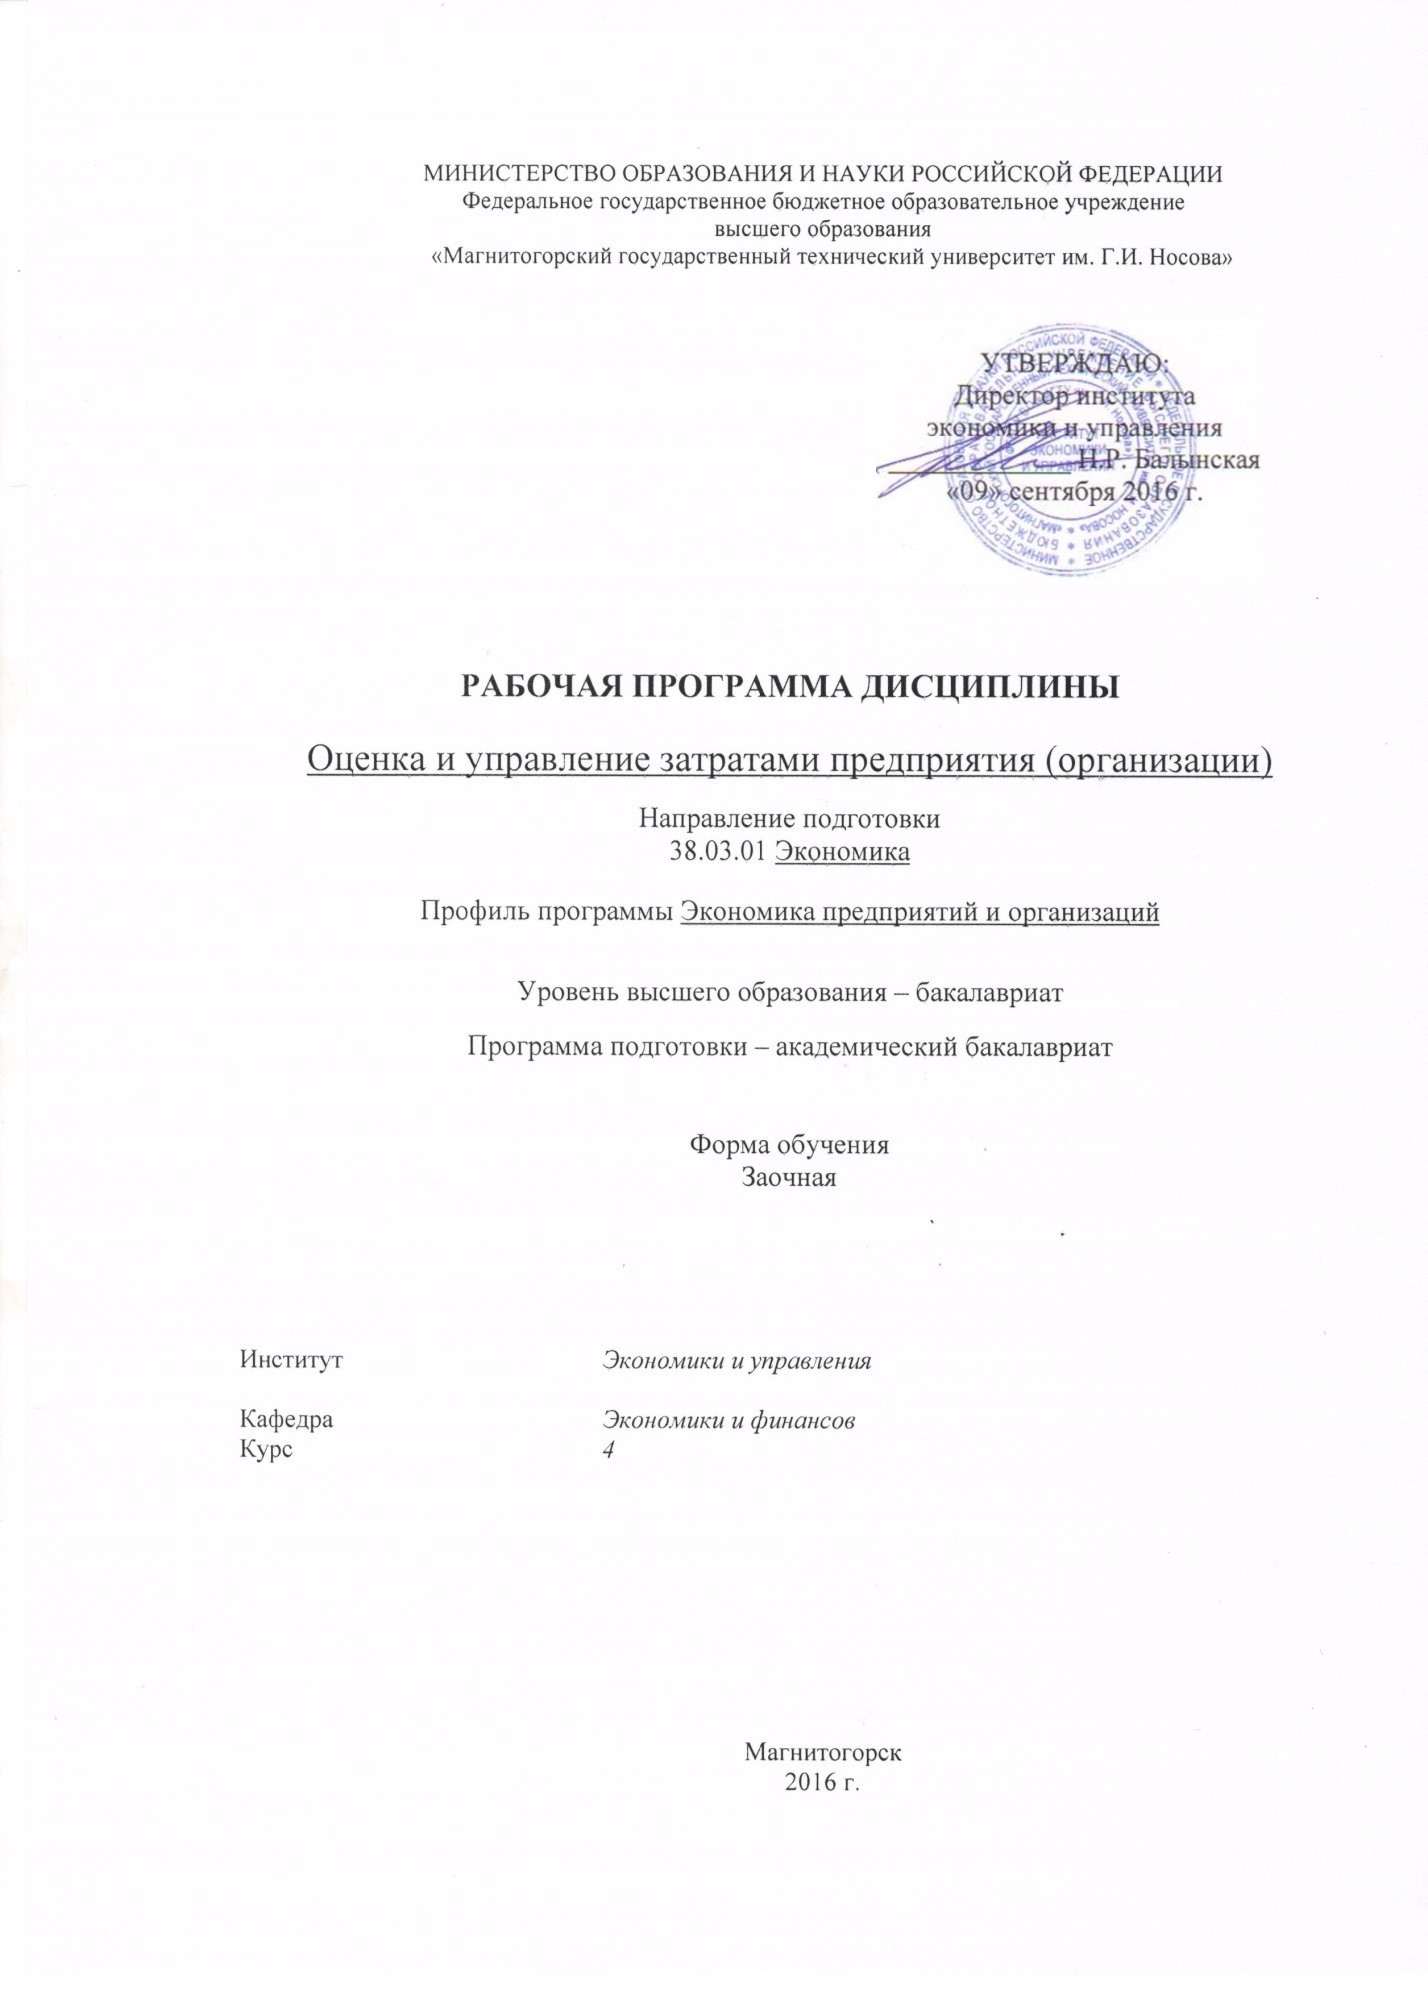 МИНИСТЕРСТВО ОБРАЗОВАНИЯ И НАУКИ РОССИЙСКОЙ ФЕДЕРАЦИИ
Федеральное государственное бюджетное образовательное учреждение
высшего образования
«Магнитогорский государственный технический университет им. Г.И. Носова»
УТВЕРЖДАЮ:
Директор института
экономики и управления
Н.Р. Балынская
«09» сентября 2016 г.
РАБОЧАЯ ПРОГРАММА ДИСЦИПЛИНЫ
Оценка и управление затратами предприятия (организации)
Направление подготовки
38.03.01 Экономика
Профиль программы Экономика предприятий и организаций
Уровень высшего образования – бакалавриат
Программа подготовки – академический бакалавриат
Форма обучения
Заочная
Институт Экономики и управления
Кафедра Экономики и финансов
Курс 4
Магнитогорск
2016 г.